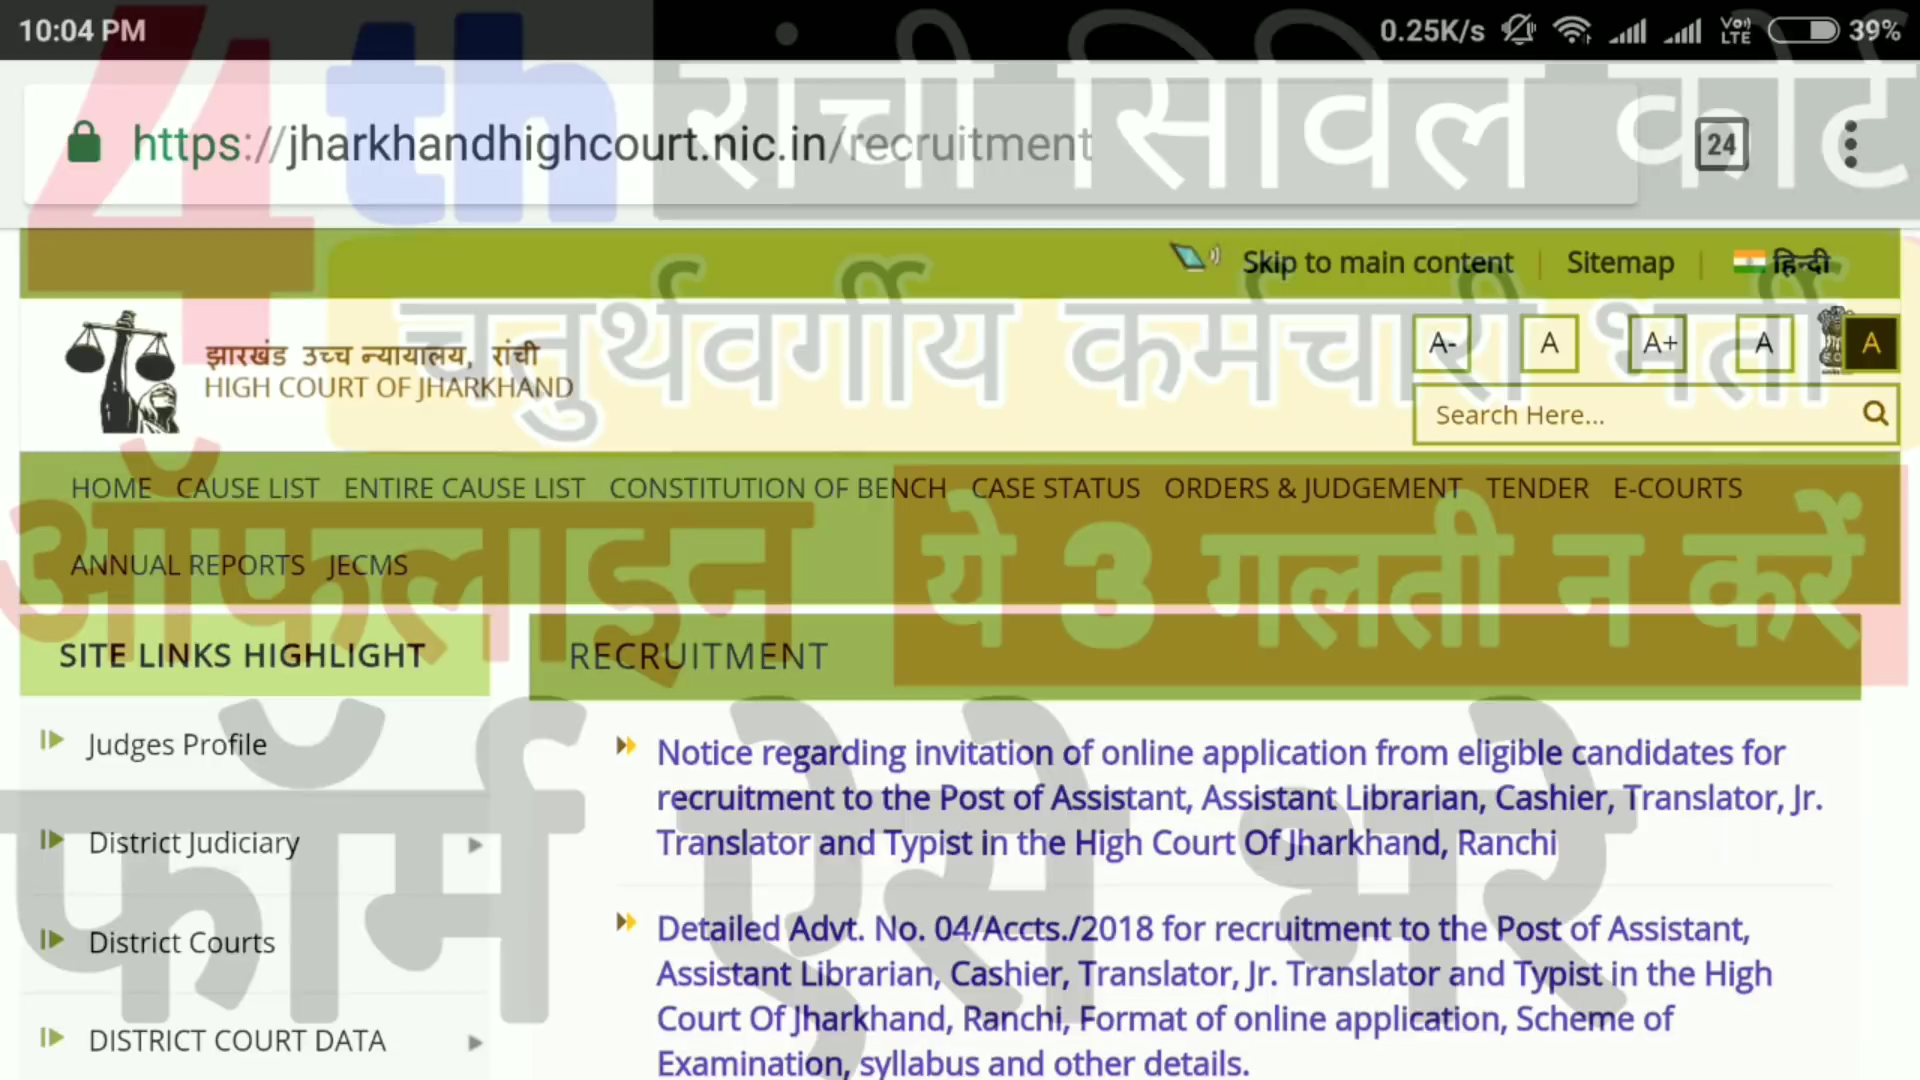 10:04 PM 0.25K/s Vo)) LTE 39%
4th रांची सिविल कोर्ट
https://jharkhandhighcourt.nic.in/recruitment 24
Skip to main content Sitemap हिन्दी
चतुर्थवर्गीय कर्मचारी भर्ती
झारखंड उच्च न्यायालय, रांची
HIGH COURT OF JHARKHAND
A- A A+ A A
Search Here...
HOME CAUSE LIST ENTIRE CAUSE LIST CONSTITUTION OF BENCH CASE STATUS ORDERS & JUDGEMENT TENDER E-COURTS
ANNUAL REPORTS JECMS
ऑफलाइन ये 3 गलती न करें
SITE LINKS HIGHLIGHT
RECRUITMENT
फॉर्म ऐसे भरे
Judges Profile
District Judiciary
District Courts
DISTRICT COURT DATA
Notice regarding invitation of online application from eligible candidates for
recruitment to the Post of Assistant, Assistant Librarian, Cashier, Translator, Jr.
Translator and Typist in the High Court Of Jharkhand, Ranchi
Detailed Advt. No. 04/Accts./2018 for recruitment to the Post of Assistant,
Assistant Librarian, Cashier, Translator, Jr. Translator and Typist in the High
Court Of Jharkhand, Ranchi, Format of online application, Scheme of
Examination, syllabus and other details.